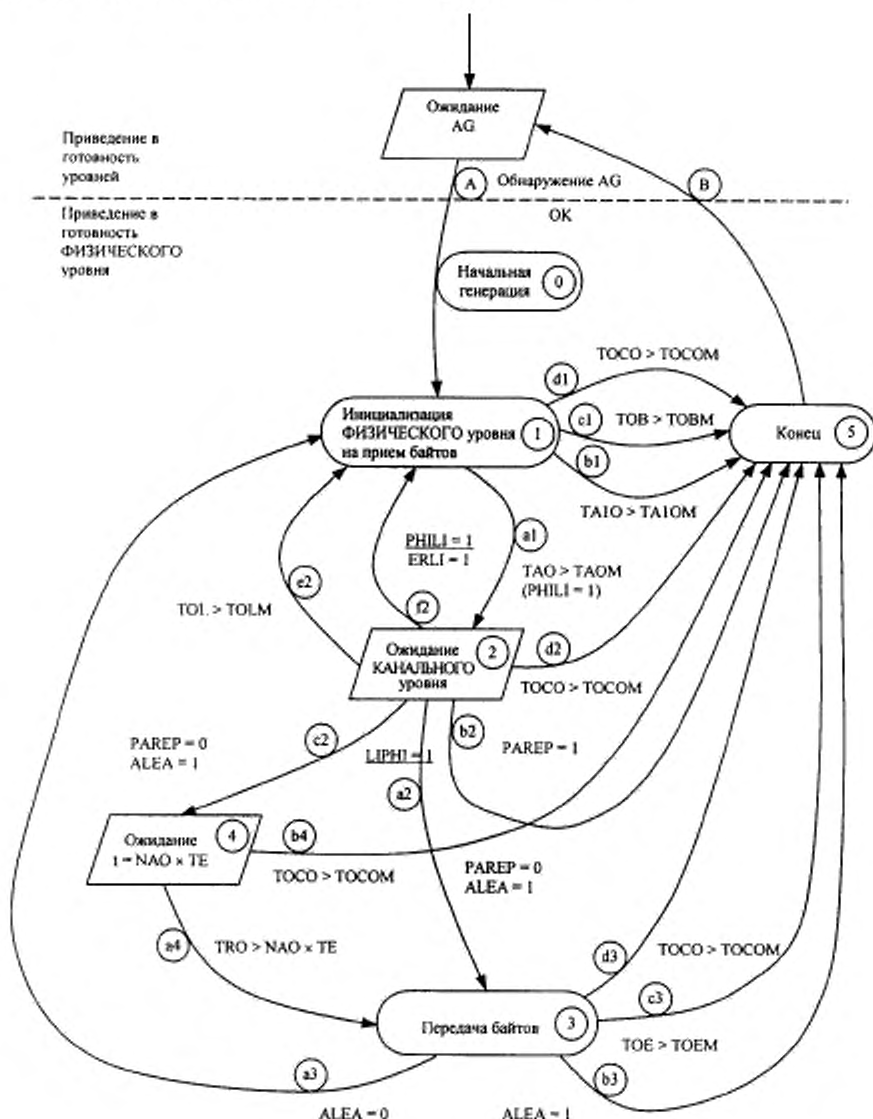 Ожидание
AG
Приведение в
готовность
уровней
A
Обнаружение AG
B
Приведение в
готовность
ФИЗИЧЕСКОГО
уровня
OK
Начальная
генерация
0
TOCO > TOCOM
d1
Инициализация
ФИЗИЧЕСКОГО уровня
на прием байтов
1
c1
TOB > TOBM
Конец
5
b1
TA1O > TA1OM
PHILI = 1
ERLI = 1
a1
TAO > TAOM
(PHILI = 1)
e2
TOL > TOLM
f2
Ожидание
КАНАЛЬНОГО
уровня
2
d2
TOCO > TOCOM
c2
b2
PAREP = 0
ALEA = 1
LIPHI = 1
PAREP = 1
a2
Ожидание
t = NAO × TE
4
b4
TOCO > TOCOM
PAREP = 0
ALEA = 1
a4
TRO > NAO × TE
d3
TOCO > TOCOM
c3
Передача байтов
3
TOE > TOEM
a3
b3
ALEA = 0
ALEA = 1